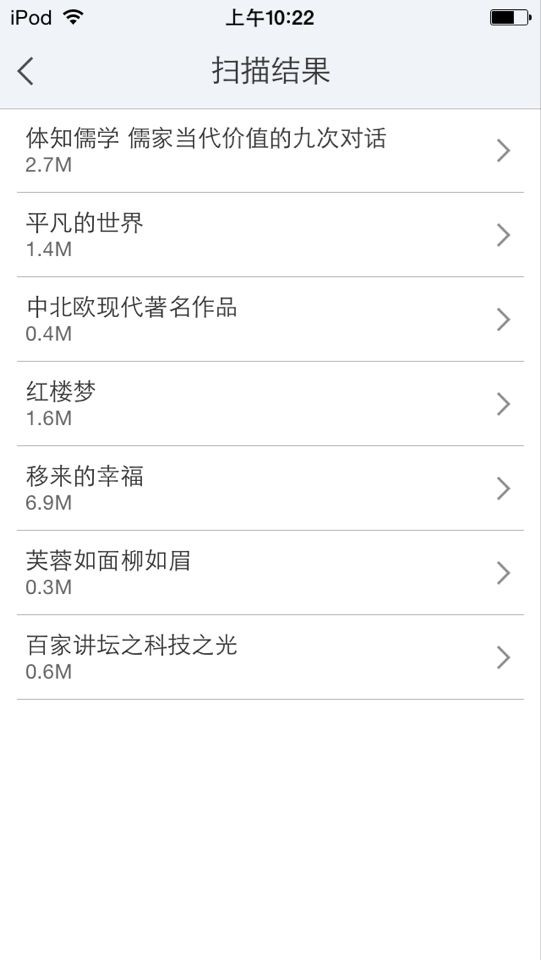 iPod 上午10:22
扫描结果
体知儒学 儒家当代价值的九次对话
2.7M
平凡的世界
1.4M
中北欧现代著名作品
0.4M
红楼梦
1.6M
移来的幸福
6.9M
芙蓉如面柳如眉
0.3M
百家讲坛之科技之光
0.6M